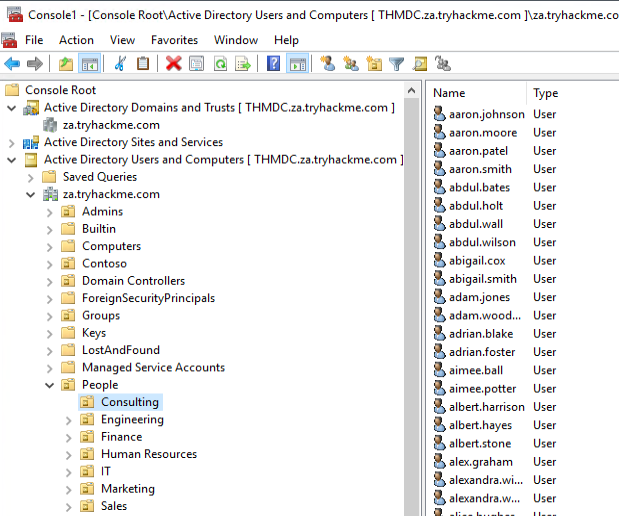 Console1 - [Console Root\Active Directory Users and Computers [ THMDC.za.tryhackme.com ]\za.tryhackme.co
File Action View Favorites Window Help
Console Root
Active Directory Domains and Trusts [ THMDC.za.tryhackme.com ]
za.tryhackme.com
Active Directory Sites and Services
Active Directory Users and Computers [ THMDC.za.tryhackme.com ]
Saved Queries
za.tryhackme.com
Admins
Builtin
Computers
Contoso
Domain Controllers
ForeignSecurityPrincipals
Groups
Keys
LostAndFound
Managed Service Accounts
People
Consulting
Engineering
Finance
Human Resources
IT
Marketing
Sales
Name Type
aaron.johnson User
aaron.moore User
aaron.patel User
aaron.smith User
abdul.bates User
abdul.holt User
abdul.wall User
abdul.wilson User
abigail.cox User
abigail.smith User
adam.jones User
adam.wood... User
adrian.blake User
adrian.foster User
aimee.ball User
aimee.potter User
albert.harrison User
albert.hayes User
albert.stone User
alex.graham User
alexandra.wi... User
alexandra.w... User
User